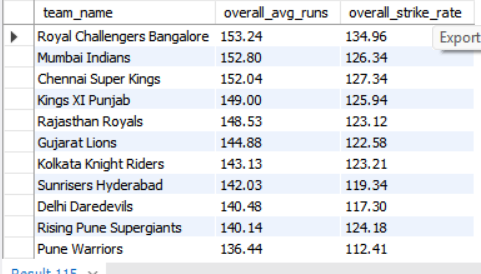 team_name overall_avg_runs overall_strike_rate
Royal Challengers Bangalore 153.24 134.96
Export
Mumbai Indians 152.80 126.34
Chennai Super Kings 152.04 127.34
Kings XI Punjab 149.00 125.94
Rajasthan Royals 148.53 123.12
Gujarat Lions 144.88 122.58
Kolkata Knight Riders 143.13 123.21
Sunrisers Hyderabad 142.03 119.34
Delhi Daredevils 140.48 117.30
Rising Pune Supergiants 140.14 124.18
Pune Warriors 136.44 112.41
Result 115